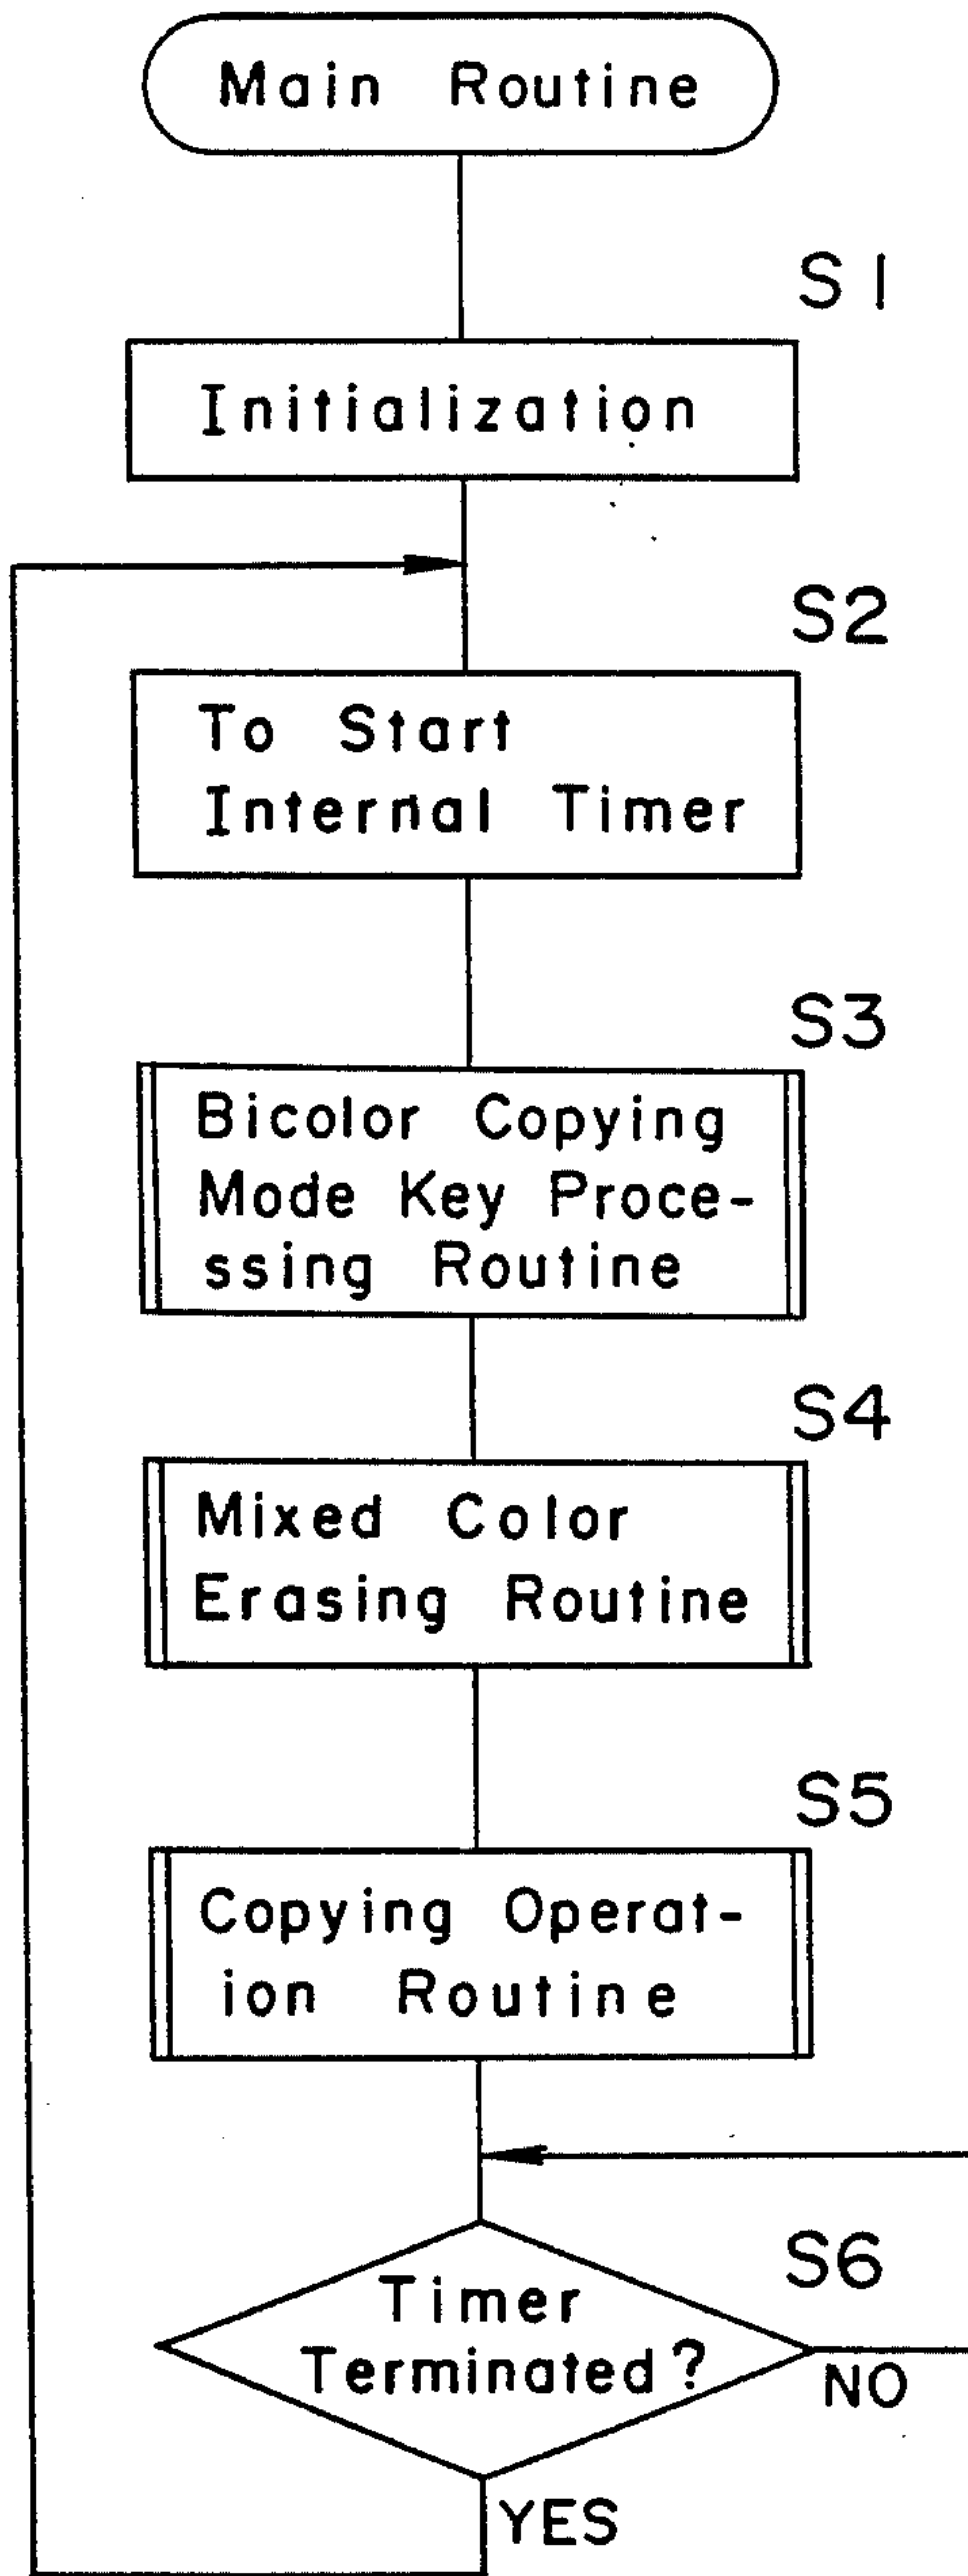 Main Routine
S1
Initialization
S2
To Start
Internal Timer
S3
Bicolor Copying
Mode Key Proce-
ssing Routine
S4
Mixed Color
Erasing Routine
S5
Copying Operat-
ion Routine
S6
Timer
Terminated?
NO
YES